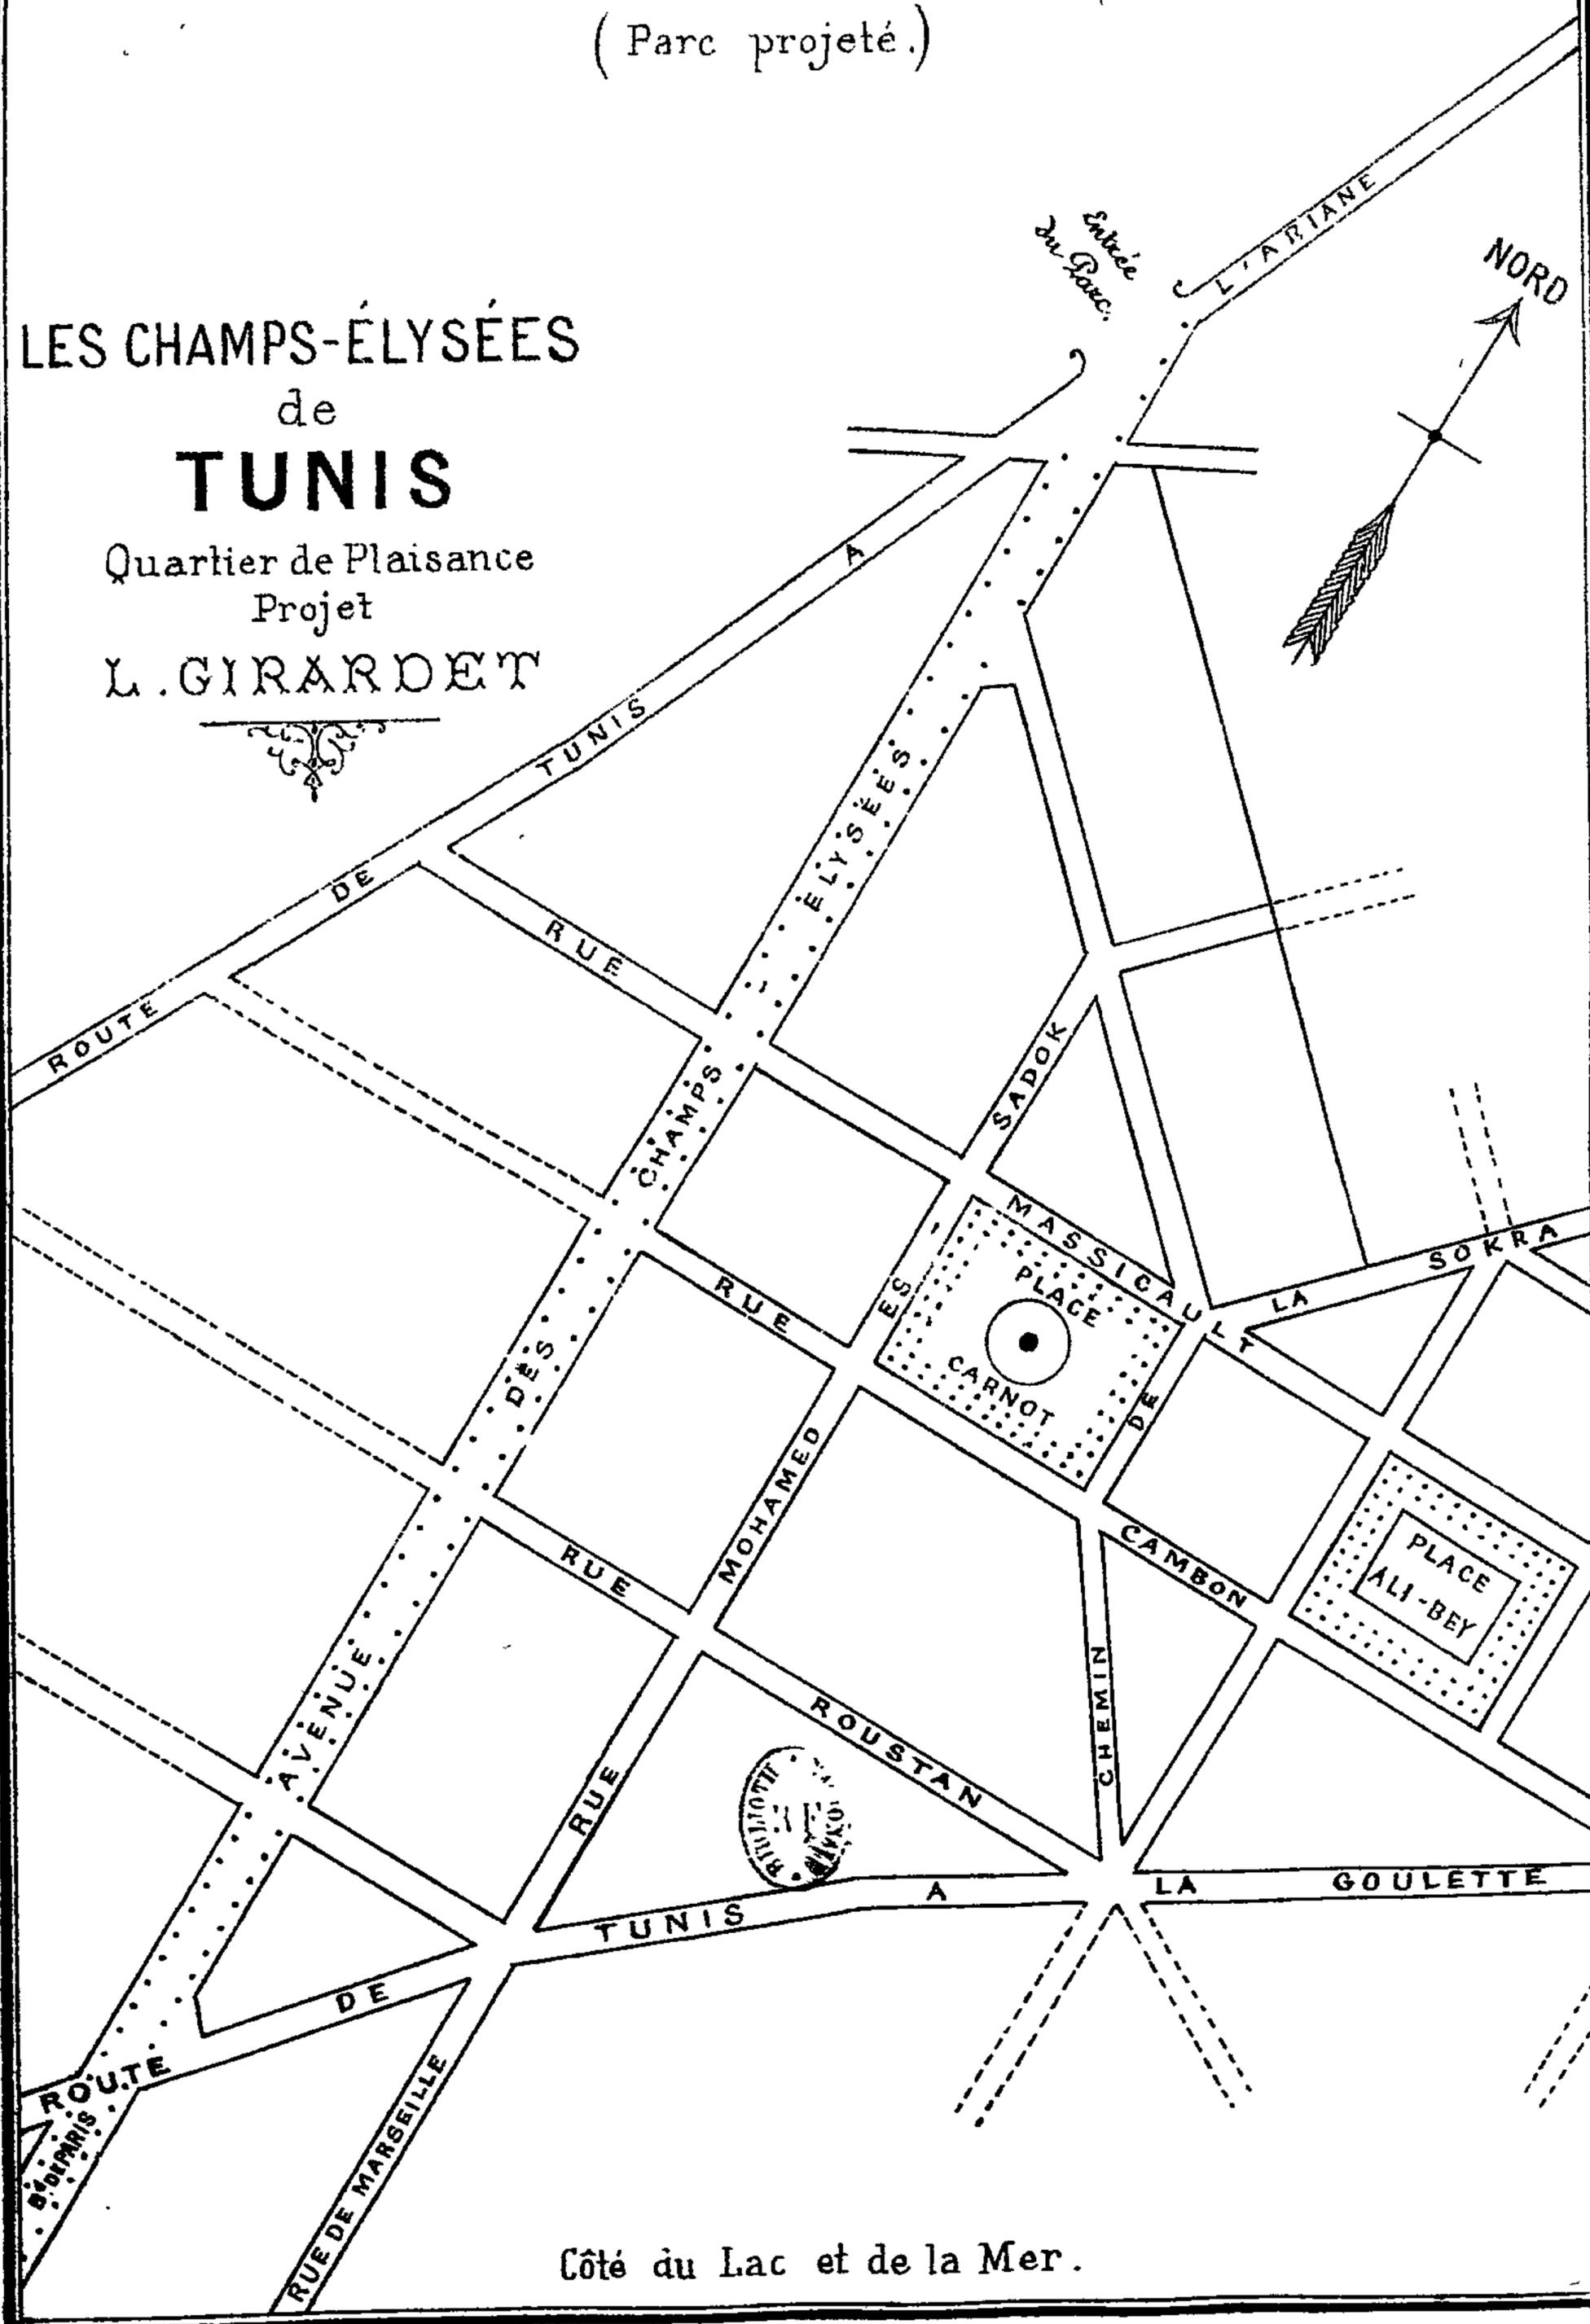 ( Parc projeté.)
L'ARIANE
Entrée
du Parc.
NORD
LES CHAMPS-ÉLYSÉES
de
TUNIS
Quartier de Plaisance
Projet
L. GIRARDET
ROUTE DE TUNIS A
AVENUE DES CHAMPS ÉLYSÉES
RUE MASSICAULT
RUE MOHAMED ES SADOK
PLACE
CARNOT
RUE CAMBON
LA SOKRA
CHEMIN DE
PLACE
ALI-BEY
RUE ROUSTAN
ROUTE DE TUNIS A LA GOULETTE
Bd DE PARIS
RUE DE MARSEILLE
Côté du Lac et de la Mer.